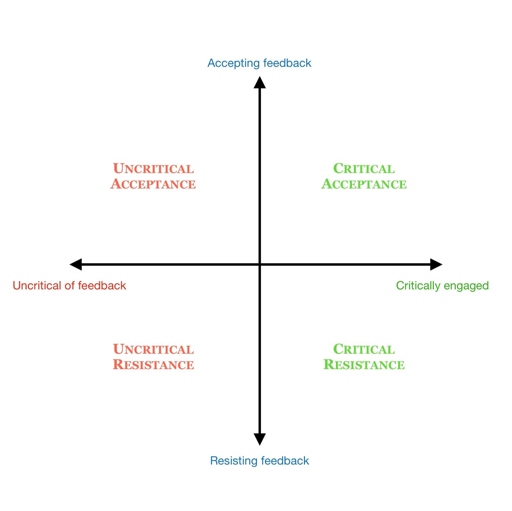 Accepting feedback
Uncritical
Acceptance
Critical
Acceptance
Uncritical of feedback
Critically engaged
Uncritical
Resistance
Critical
Resistance
Resisting feedback